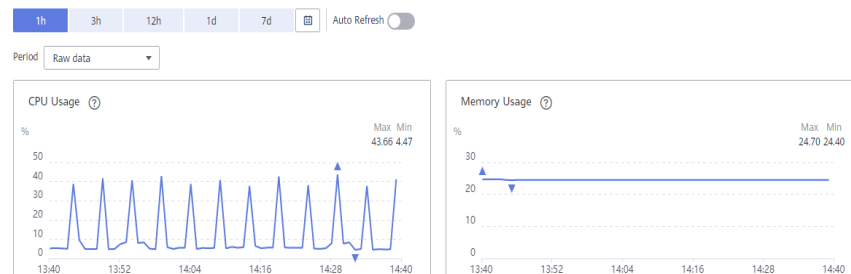 1h 3h 12h 1d 7d Auto Refresh
Period Raw data
CPU Usage ?
% Max Min
43.66 4.47
50
40
30
20
10
0
13:40 13:52 14:04 14:16 14:28 14:40
Memory Usage ?
% Max Min
24.70 24.40
30
20
10
0
13:40 13:52 14:04 14:16 14:28 14:40